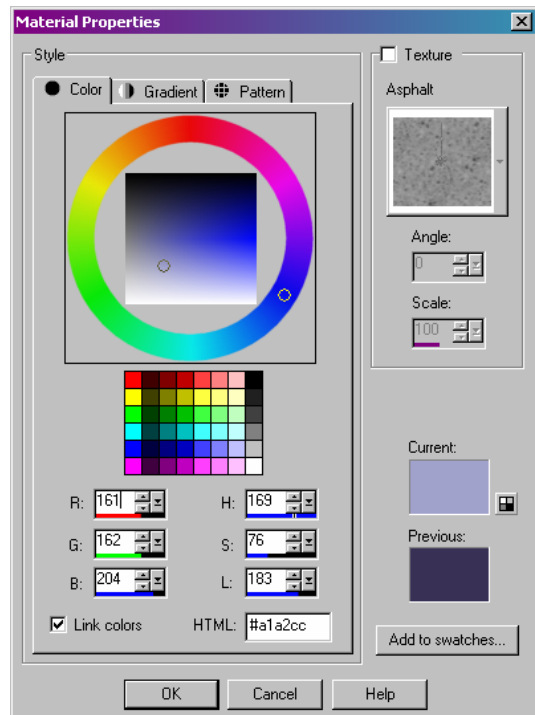 Material Properties
Style
Color
Gradient
Pattern
R: 161
H: 169
G: 162
S: 76
B: 204
L: 183
Link colors
HTML: #a1a2cc
Texture
Asphalt
Angle:
0
Scale:
100
Current:
Previous:
Add to swatches...
OK
Cancel
Help